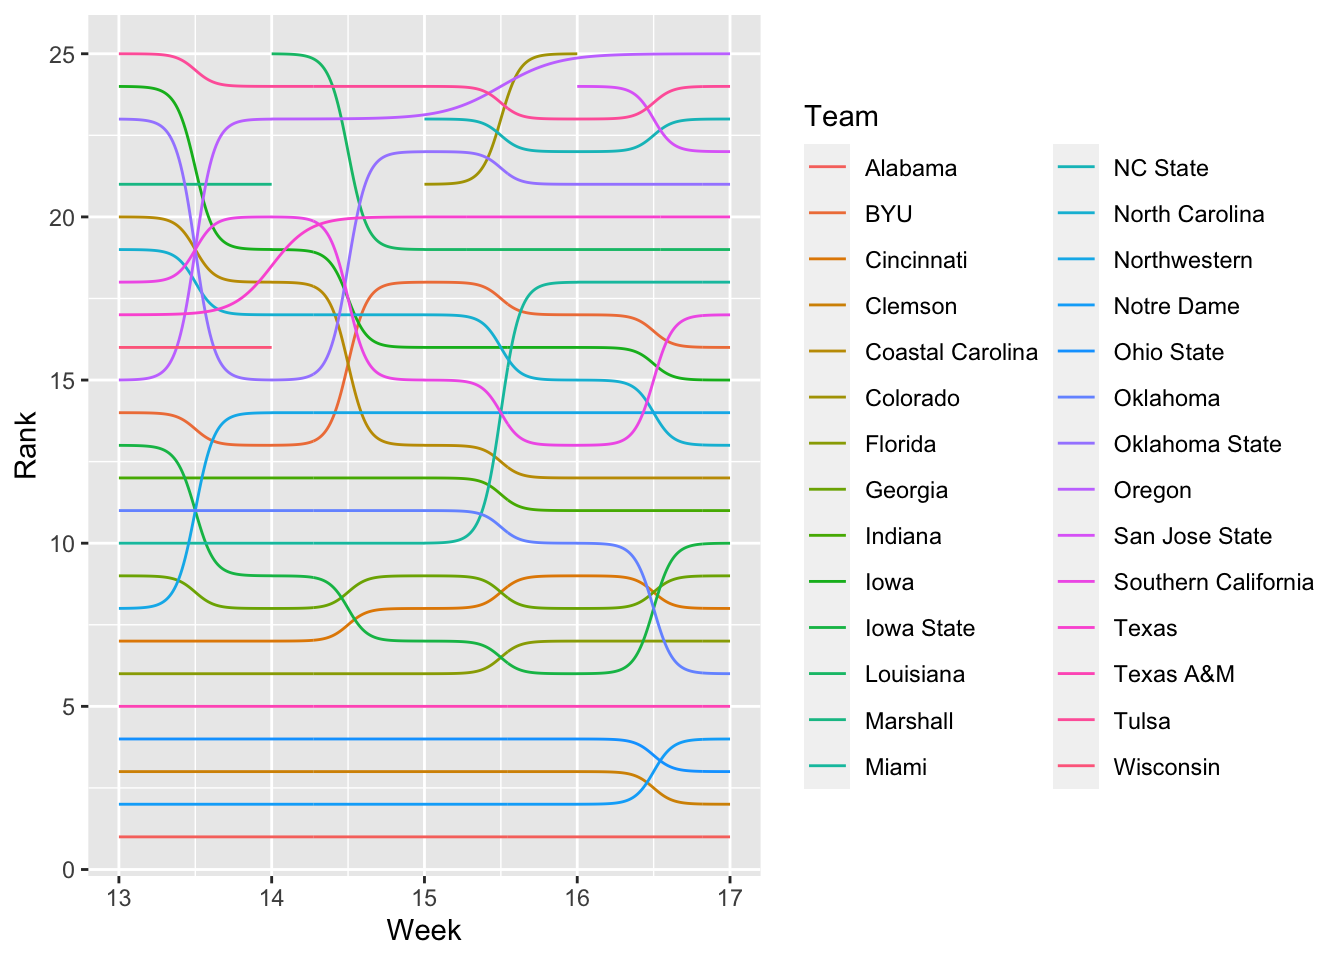 25
20
15
10
5
0
Rank
13 14 15 16 17
Week
Team
Alabama
BYU
Cincinnati
Clemson
Coastal Carolina
Colorado
Florida
Georgia
Indiana
Iowa
Iowa State
Louisiana
Marshall
Miami
NC State
North Carolina
Northwestern
Notre Dame
Ohio State
Oklahoma
Oklahoma State
Oregon
San Jose State
Southern California
Texas
Texas A&M
Tulsa
Wisconsin